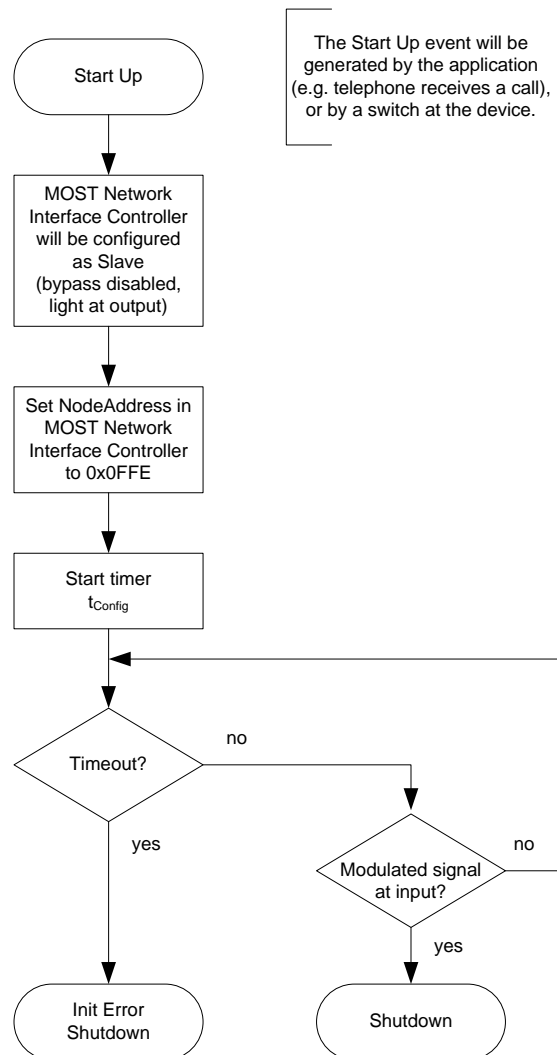 Start Up
The Start Up event will be
generated by the application
(e.g. telephone receives a call),
or by a switch at the device.
MOST Network
Interface Controller
will be configured
as Slave
(bypass disabled,
light at output)
Set NodeAddress in
MOST Network
Interface Controller
to 0x0FFE
Start timer
tConfig
Timeout?
no
yes
Modulated signal
at input?
no
yes
Init Error
Shutdown
Shutdown